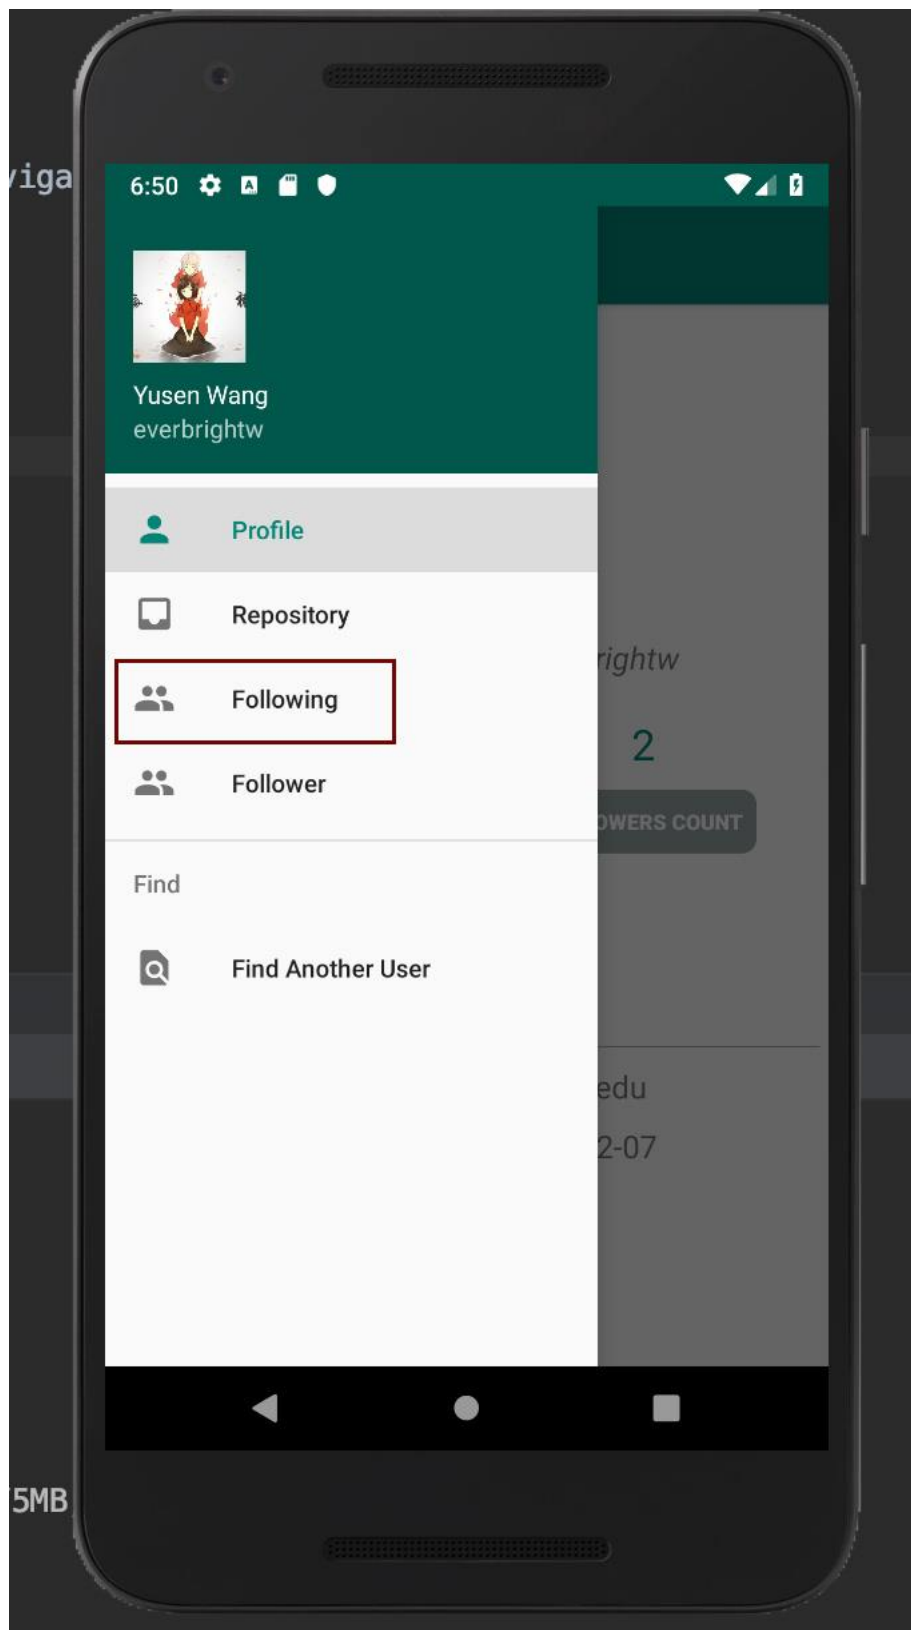 6:50
Yusen Wang
everbrightw
Profile
Repository
Following
Follower
Find
Find Another User
rightw
2
OWERS COUNT
edu
2-07
viga
5MB